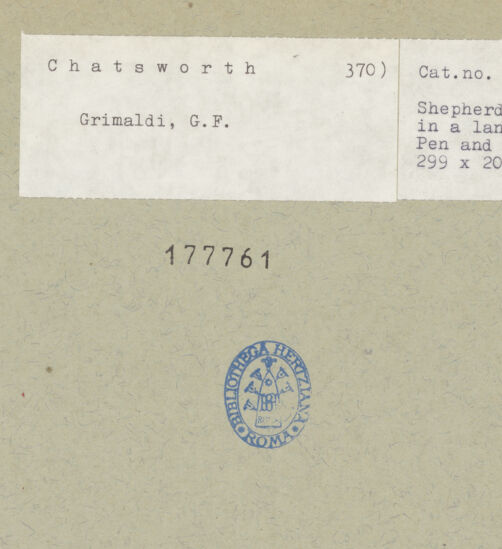 Chatsworth 370)
Grimaldi, G.F.
Cat.no.
Shepherd
in a lan
Pen and
299 x 20
177761
BIBLIOTHECA HERTZIANA
ROMA